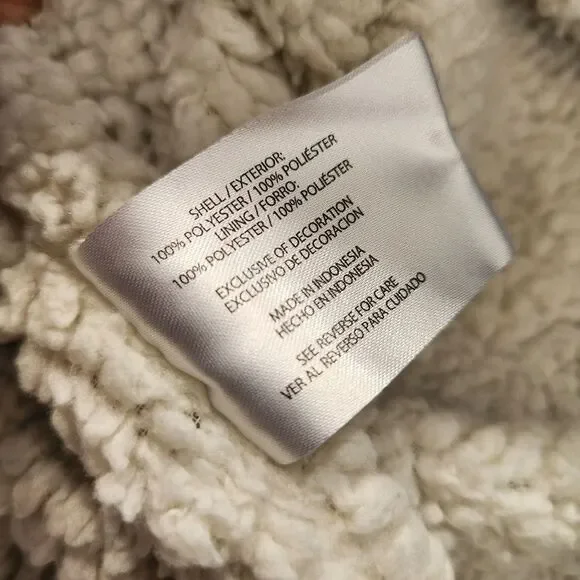 SHELL / EXTERIOR:
100% POLYESTER / 100% POLIÉSTER
LINING / FORRO:
100% POLYESTER / 100% POLIÉSTER
EXCLUSIVE OF DECORATION
EXCLUSIVO DE DECORACION
MADE IN INDONESIA
HECHO EN INDONESIA
SEE REVERSE FOR CARE
VER AL REVERSO PARA CUIDADO